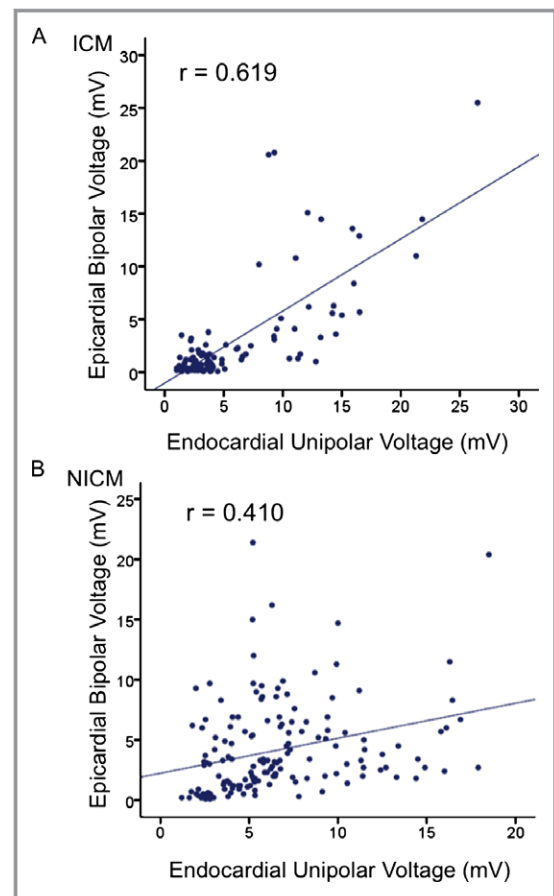 A
ICM
r = 0.619
Epicardial Bipolar Voltage (mV)
30
25
20
15
10
5
0
0 5 10 15 20 25 30
Endocardial Unipolar Voltage (mV)
B
NICM
r = 0.410
Epicardial Bipolar Voltage (mV)
25
20
15
10
5
0
0 5 10 15 20
Endocardial Unipolar Voltage (mV)